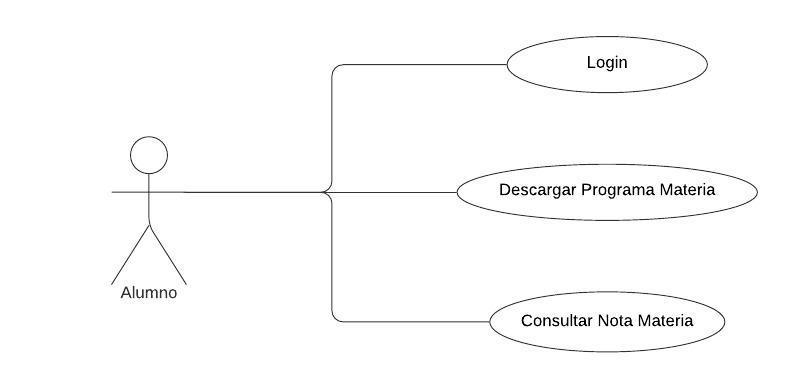 Login
Descargar Programa Materia
Alumno
Consultar Nota Materia